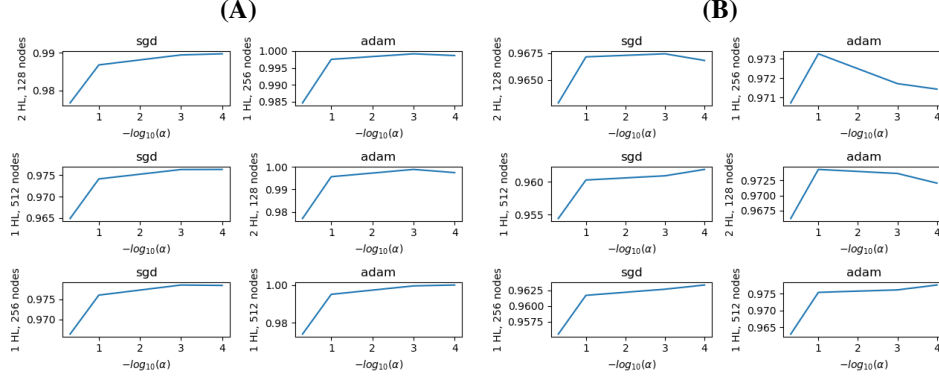 (A)
(B)
sgd
2 HL, 128 nodes
0.99
0.98
1 2 3 4
−log10(α)
adam
1 HL, 256 nodes
1.000
0.995
0.990
0.985
1 2 3 4
−log10(α)
sgd
2 HL, 128 nodes
0.9675
0.9650
1 2 3 4
−log10(α)
adam
1 HL, 256 nodes
0.973
0.972
0.971
1 2 3 4
−log10(α)
sgd
1 HL, 512 nodes
0.975
0.970
0.965
1 2 3 4
−log10(α)
adam
2 HL, 128 nodes
1.00
0.99
0.98
1 2 3 4
−log10(α)
sgd
1 HL, 512 nodes
0.960
0.955
1 2 3 4
−log10(α)
adam
2 HL, 128 nodes
0.9725
0.9700
0.9675
1 2 3 4
−log10(α)
sgd
1 HL, 256 nodes
0.975
0.970
1 2 3 4
−log10(α)
adam
1 HL, 512 nodes
1.00
0.98
1 2 3 4
−log10(α)
sgd
1 HL, 256 nodes
0.9625
0.9600
0.9575
1 2 3 4
−log10(α)
adam
1 HL, 512 nodes
0.975
0.970
0.965
1 2 3 4
−log10(α)